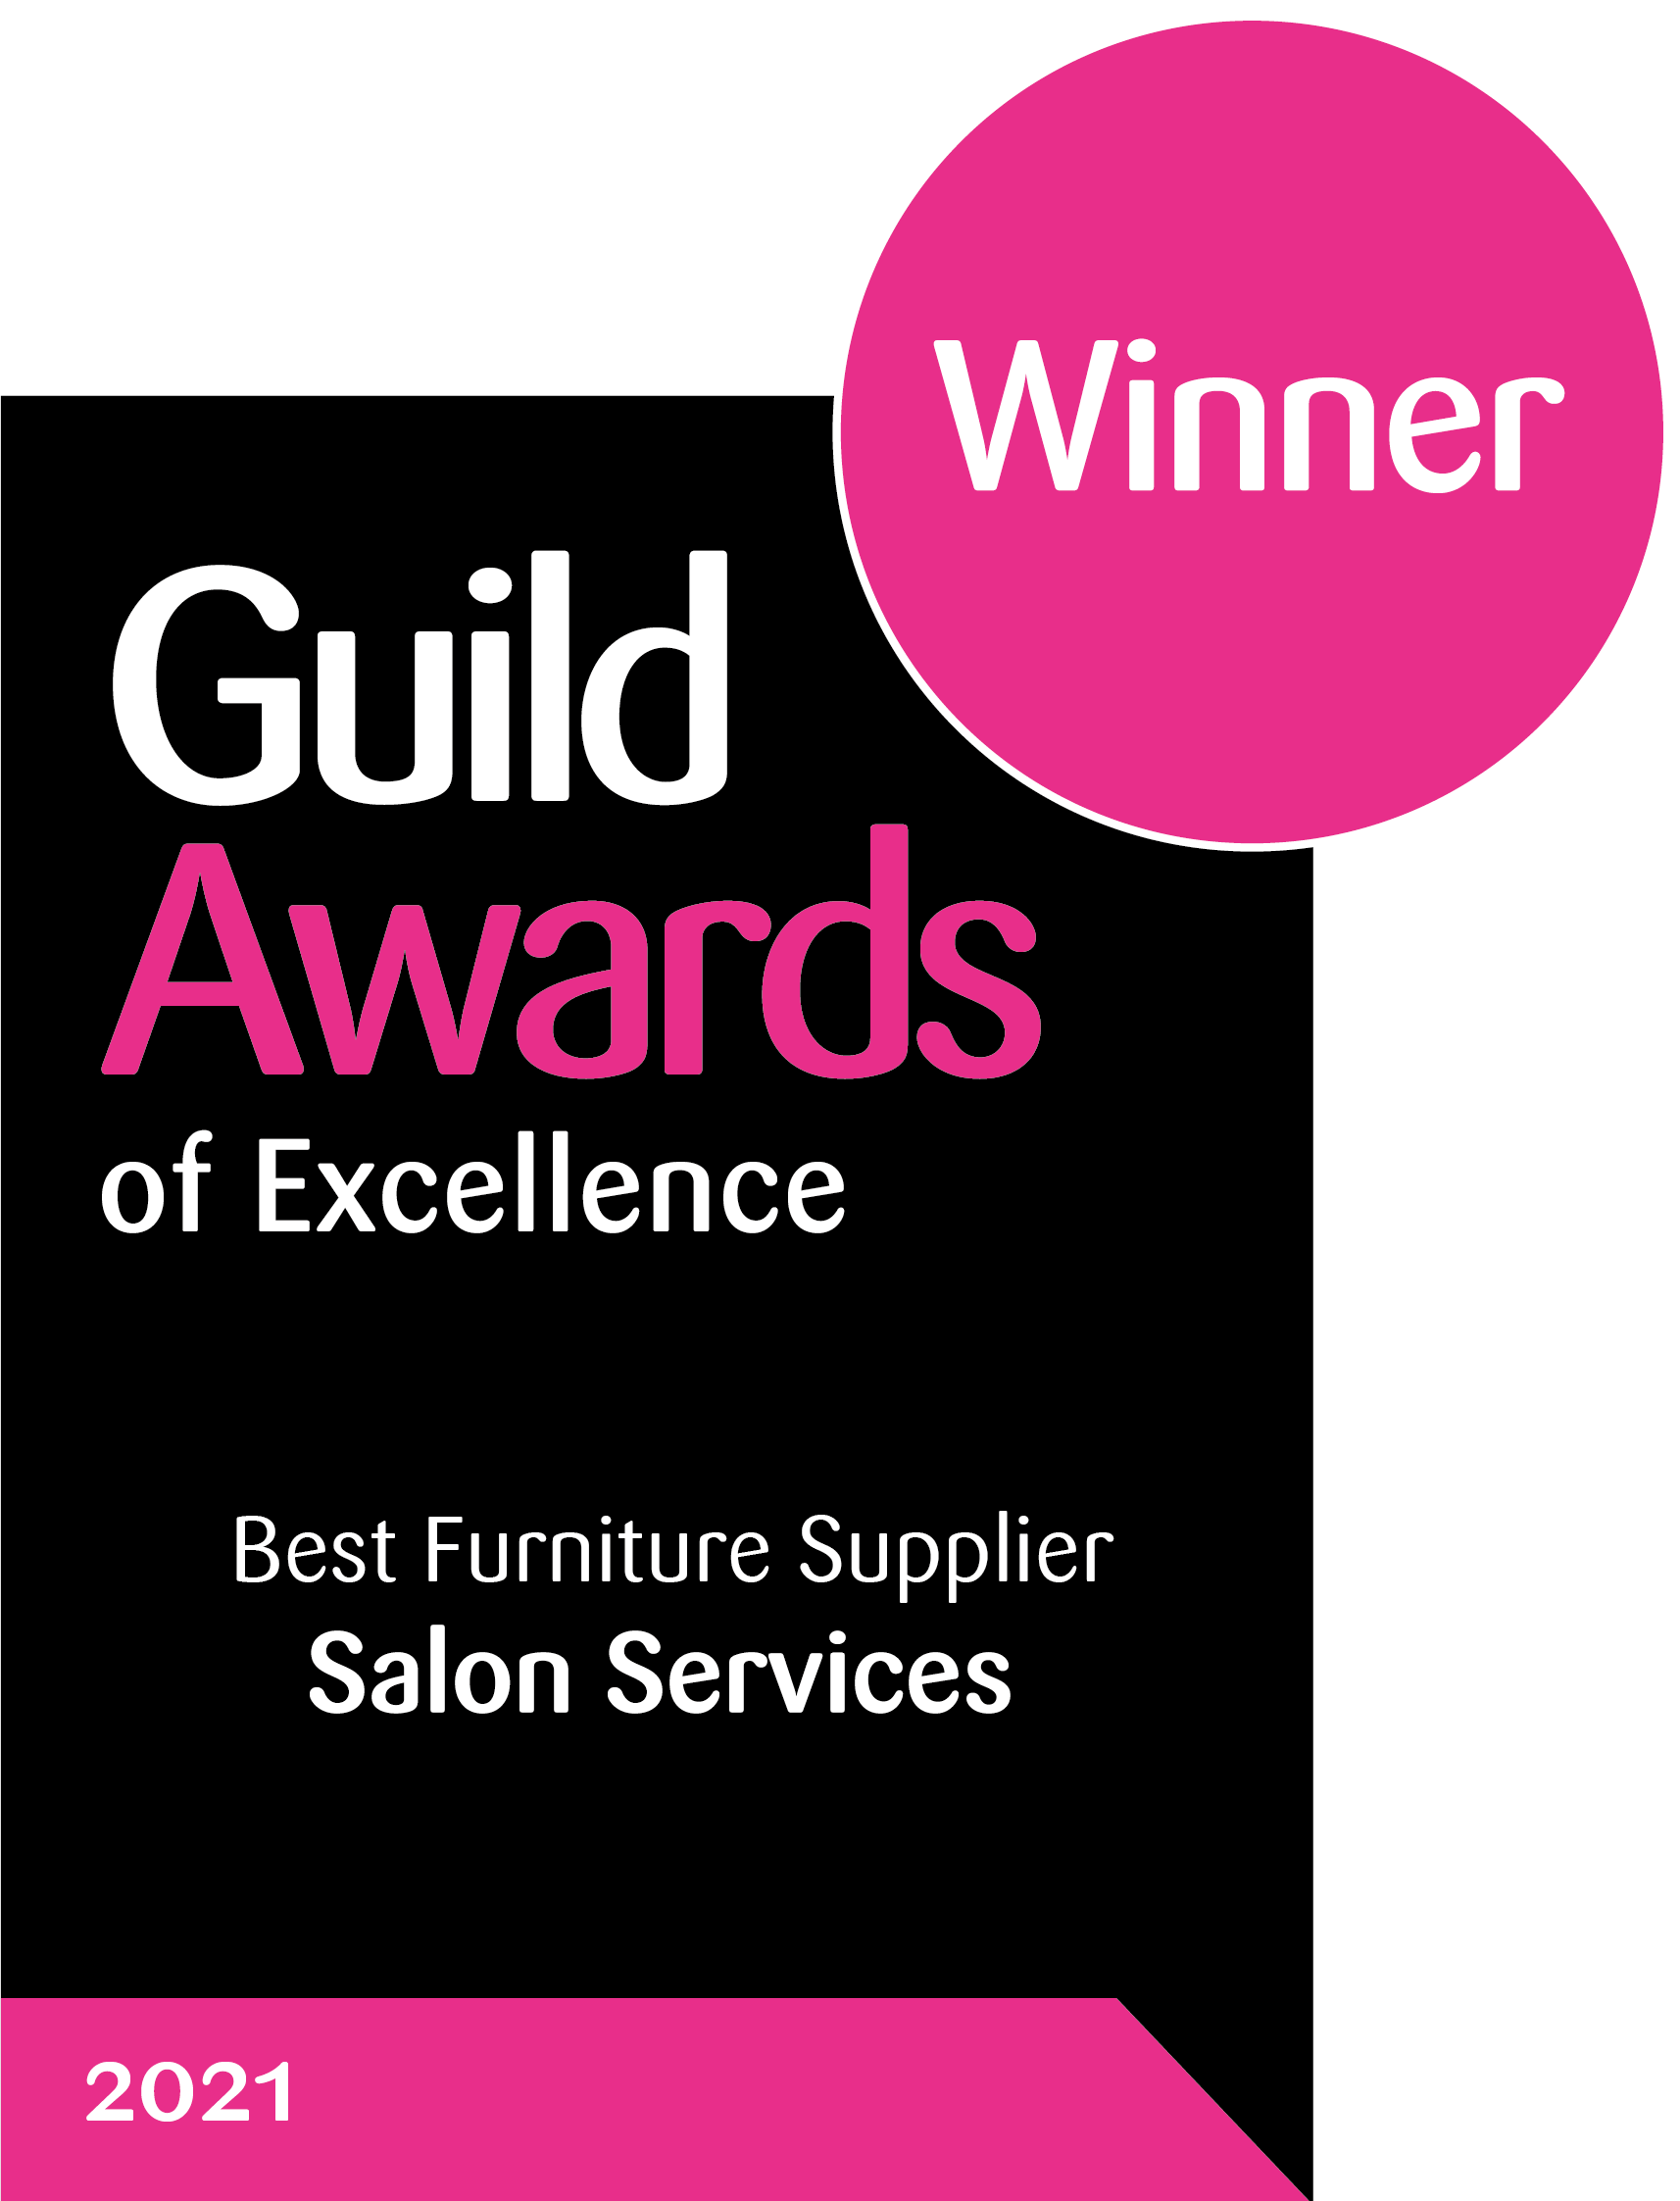 Winner
Guild
Awards
of Excellence
Best Furniture Supplier
Salon Services
2021